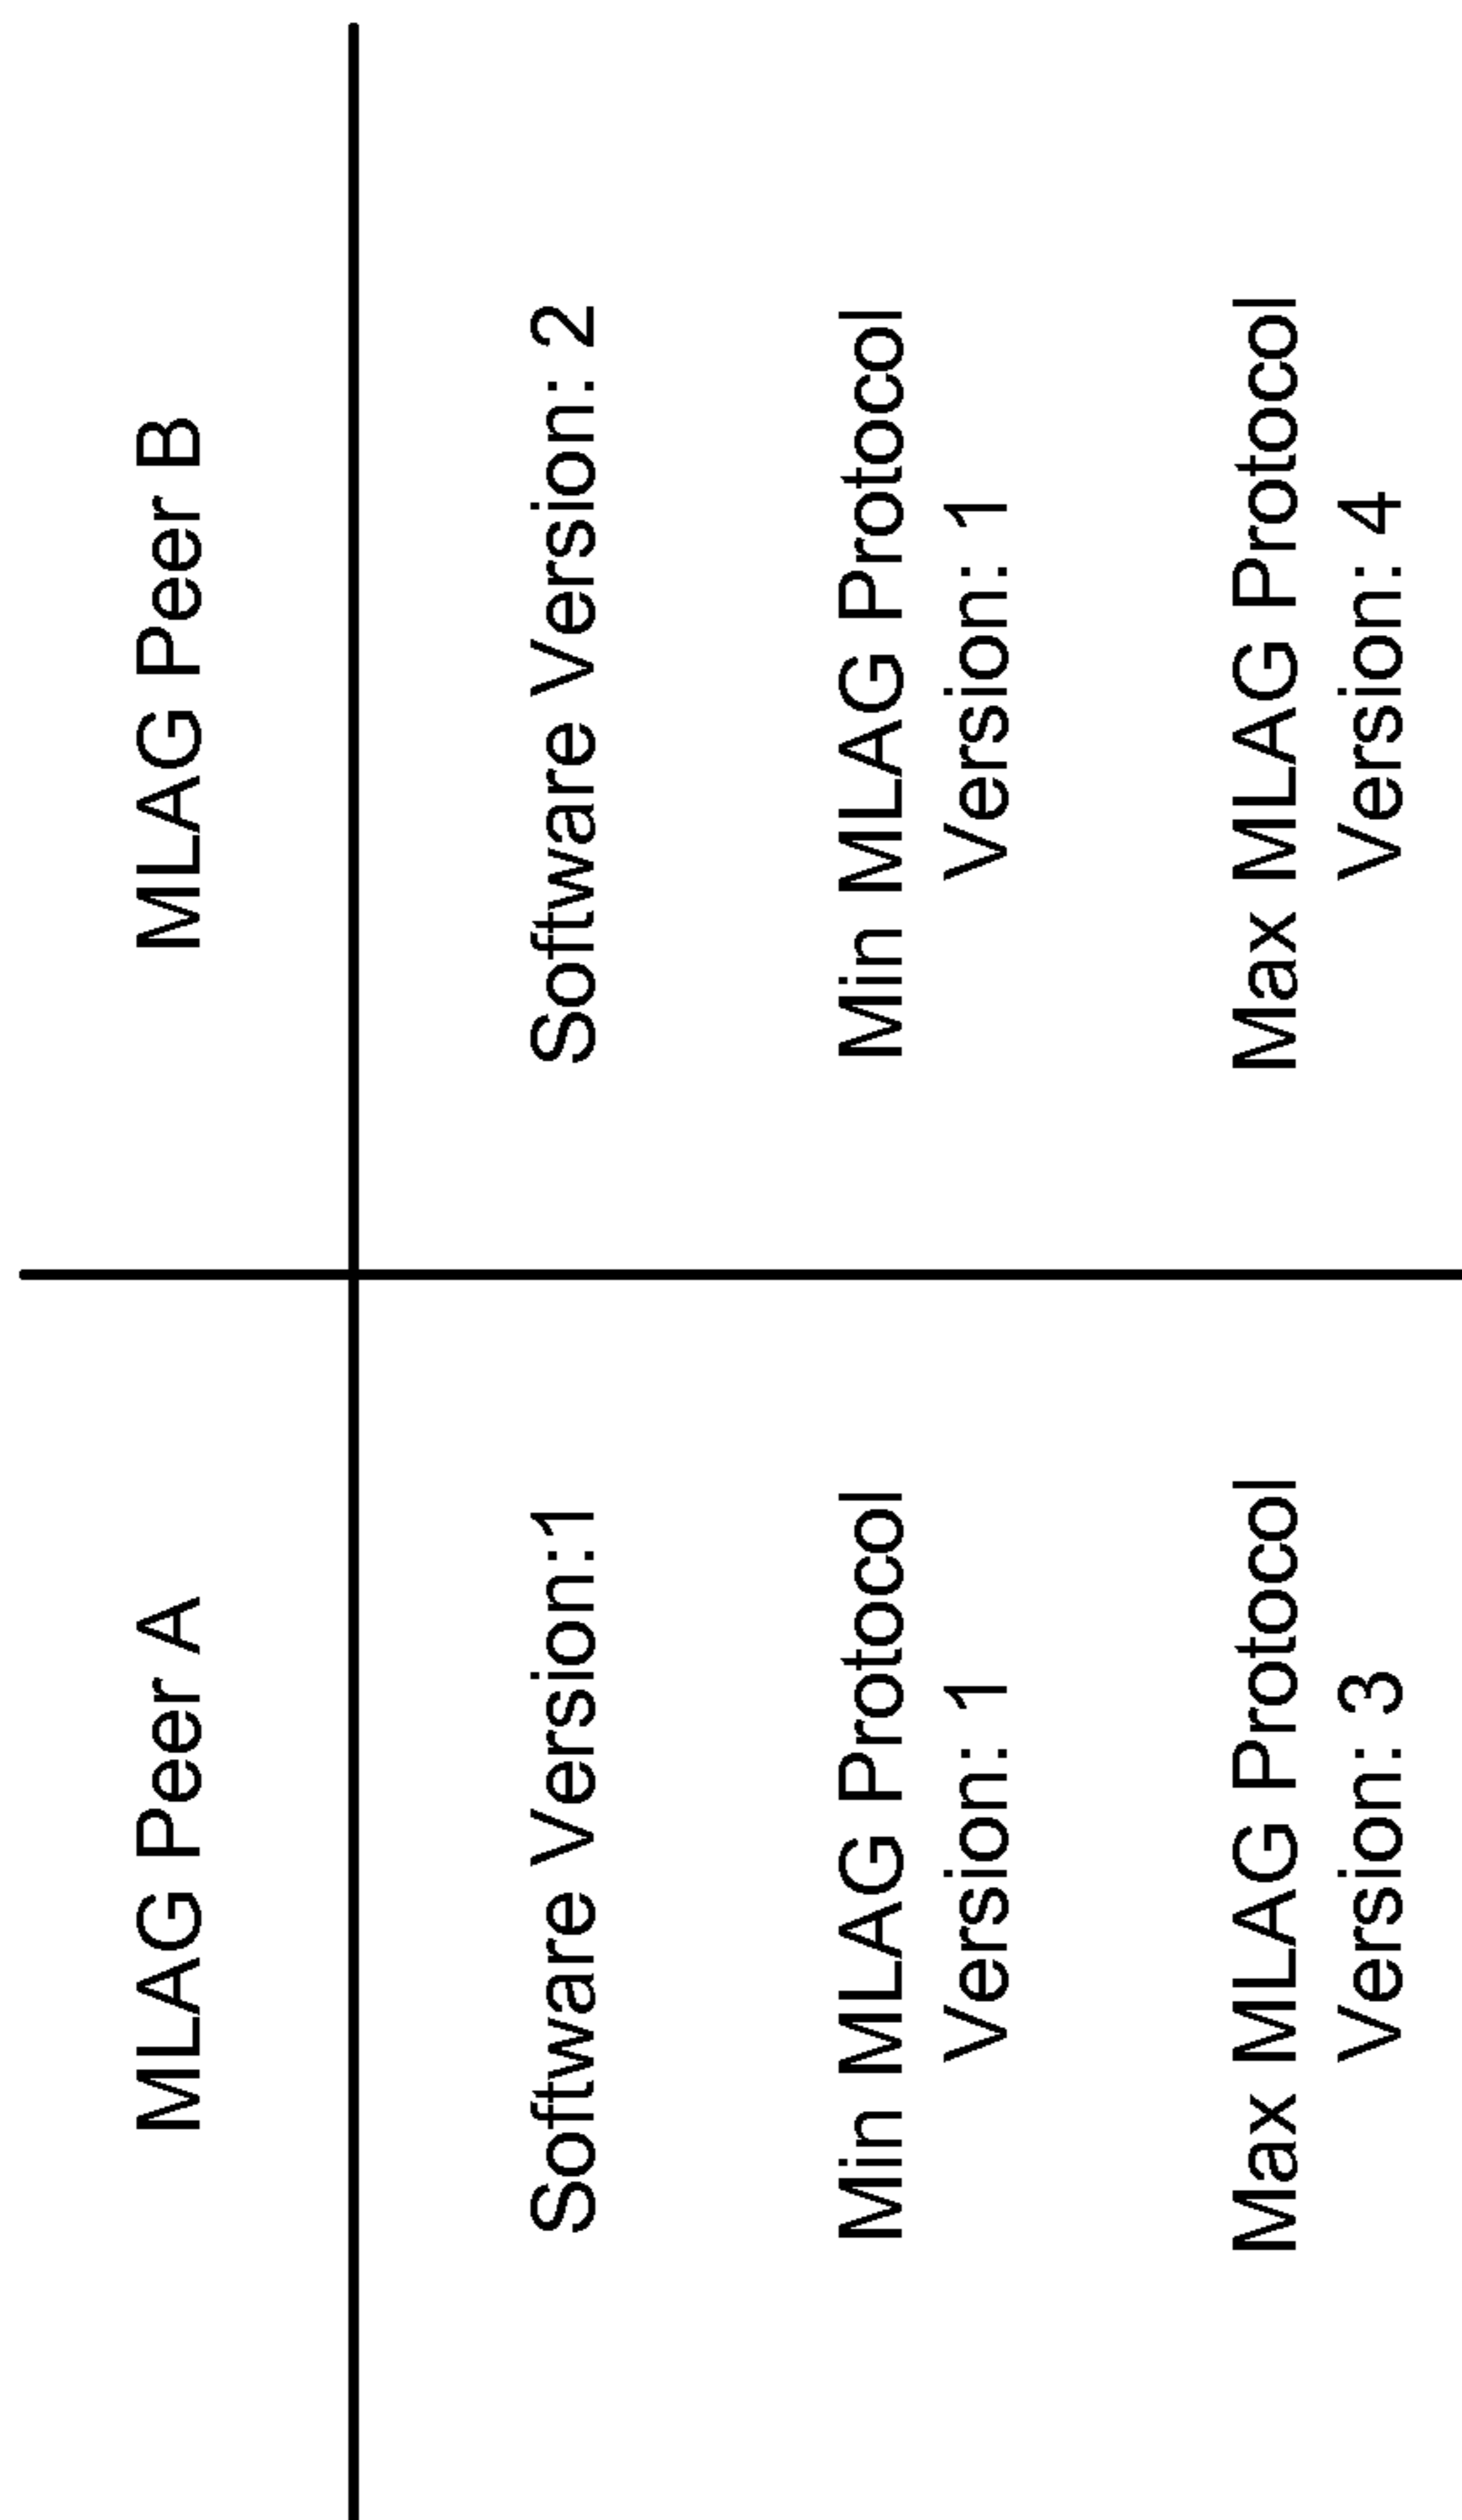 MLAG Peer A
MLAG Peer B
Software Version:1
Software Version: 2
Min MLAG Protocol
Version: 1
Min MLAG Protocol
Version: 1
Max MLAG Protocol
Version: 3
Max MLAG Protocol
Version: 4